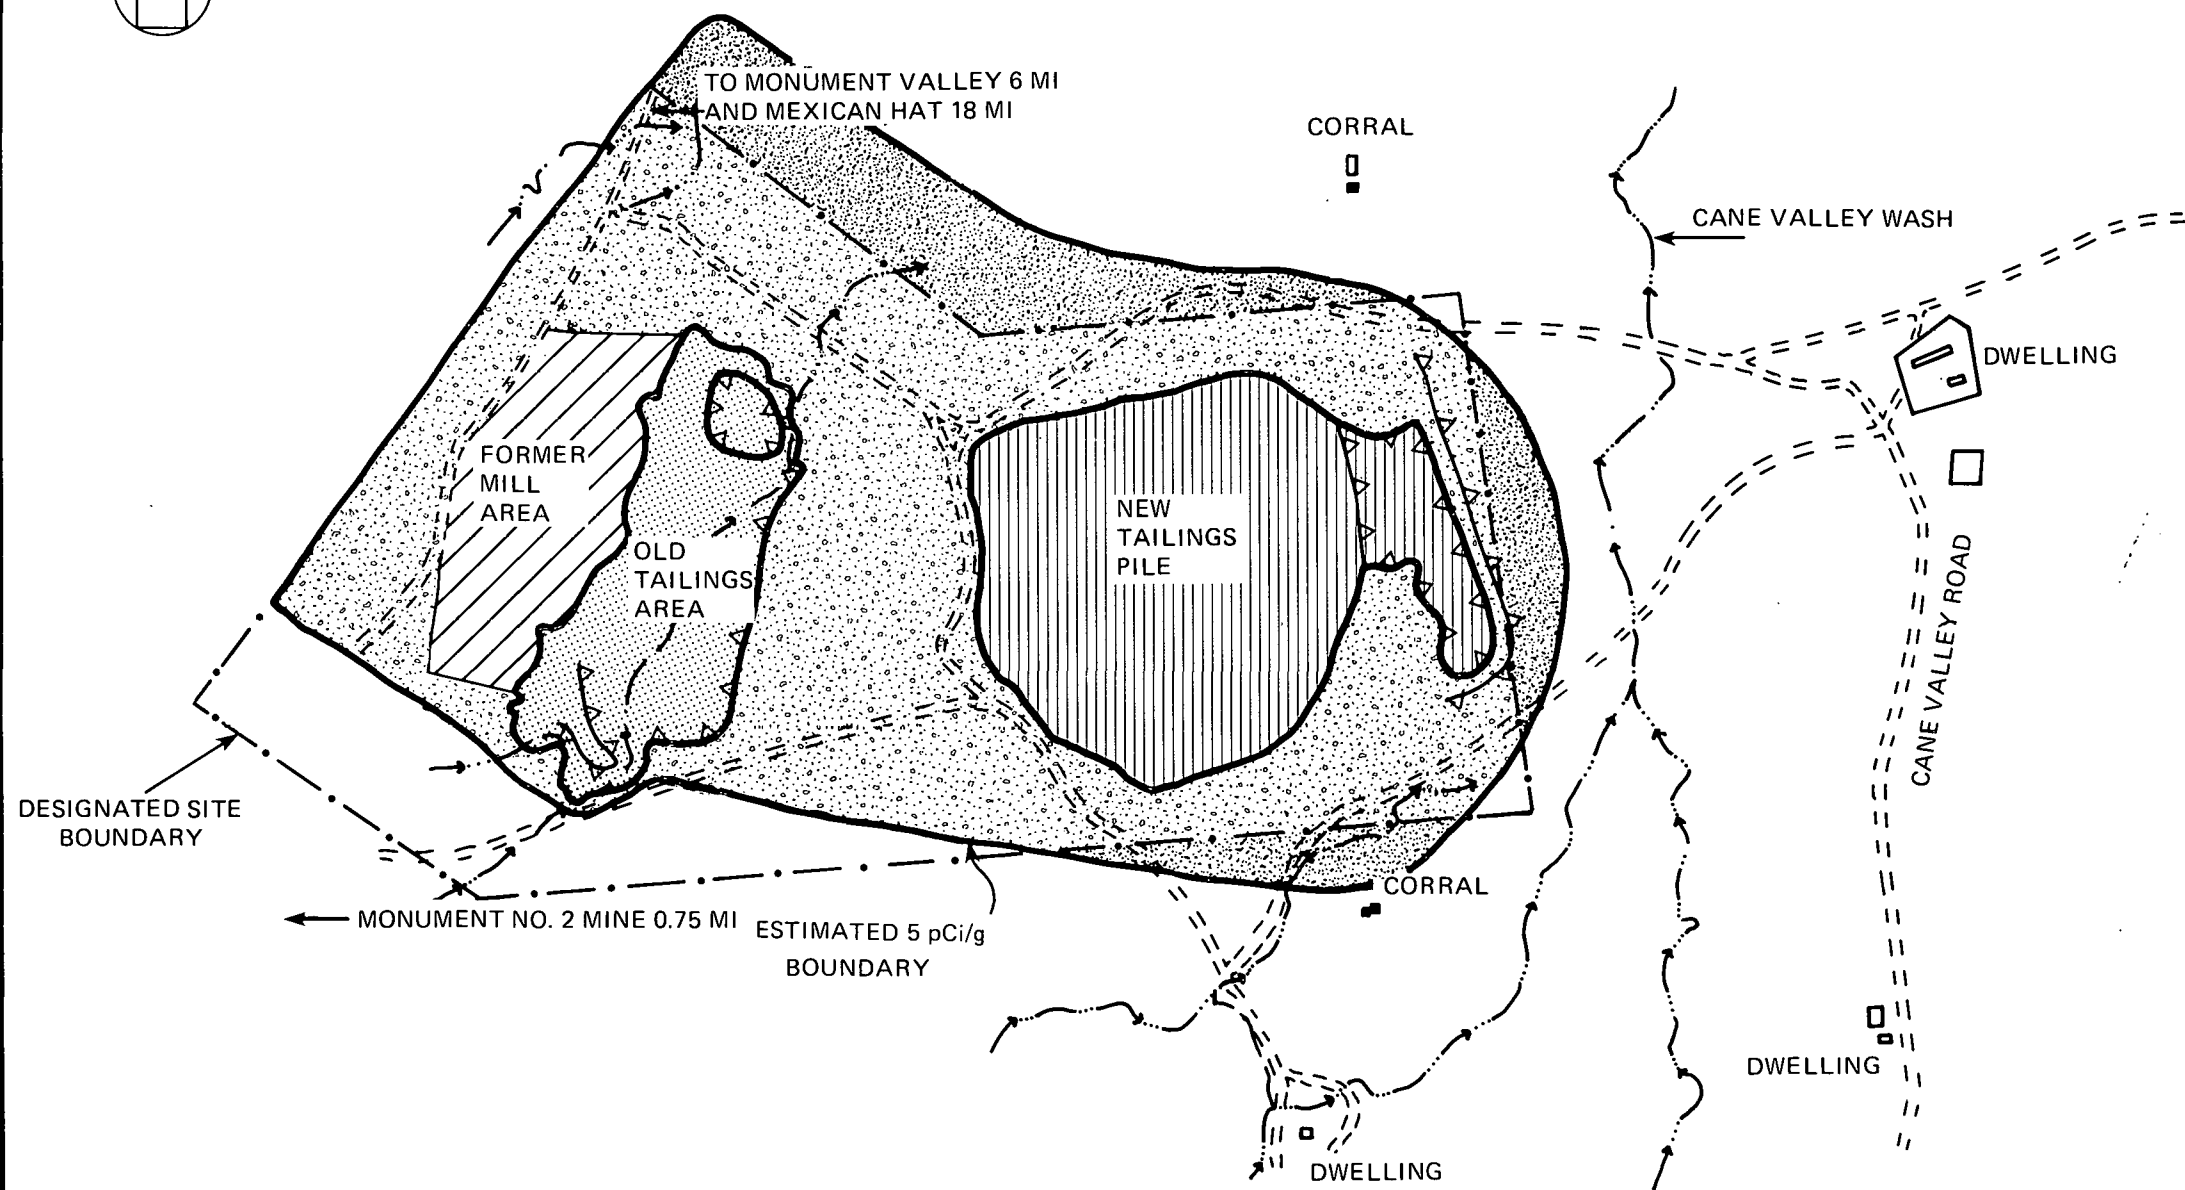 TO MONUMENT VALLEY 6 MI
AND MEXICAN HAT 18 MI
CORRAL
CANE VALLEY WASH
DWELLING
FORMER
MILL
AREA
OLD
TAILINGS
AREA
NEW
TAILINGS
PILE
CANE VALLEY ROAD
DESIGNATED SITE
BOUNDARY
CORRAL
MONUMENT NO. 2 MINE 0.75 MI
ESTIMATED 5 pCi/g
BOUNDARY
DWELLING
DWELLING